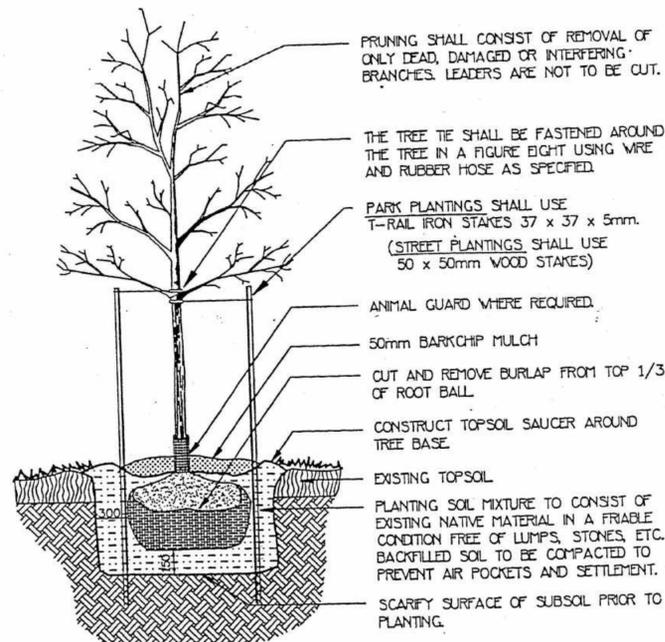 PRUNING SHALL CONSIST OF REMOVAL OF
ONLY DEAD, DAMAGED OR INTERFERING
BRANCHES. LEADERS ARE NOT TO BE CUT.
THE TREE TIE SHALL BE FASTENED AROUND
THE TREE IN A FIGURE EIGHT USING WIRE
AND RUBBER HOSE AS SPECIFIED.
PARK PLANTINGS SHALL USE
T-RAIL IRON STAKES 37 x 37 x 5mm.
(STREET PLANTINGS SHALL USE
50 x 50mm WOOD STAKES)
ANIMAL GUARD WHERE REQUIRED.
50mm BARKCHIP MULCH
CUT AND REMOVE BURLAP FROM TOP 1/3
OF ROOT BALL
CONSTRUCT TOPSOIL SAUCER AROUND
TREE BASE
EXISTING TOPSOIL
PLANTING SOIL MIXTURE TO CONSIST OF
EXISTING NATIVE MATERIAL IN A FRIABLE
CONDITION FREE OF LUMPS, STONES, ETC.
BACKFILLED SOIL TO BE COMPACTED TO
PREVENT AIR POCKETS AND SETTLEMENT.
SCARIFY SURFACE OF SUBSOIL PRIOR TO
PLANTING.
300
150